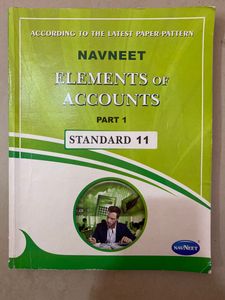 ACCORDING TO THE LATEST PAPER-PATTERN
NAVNEET
ELEMENTS OF
ACCOUNTS
PART 1
STANDARD 11
NAVNEET